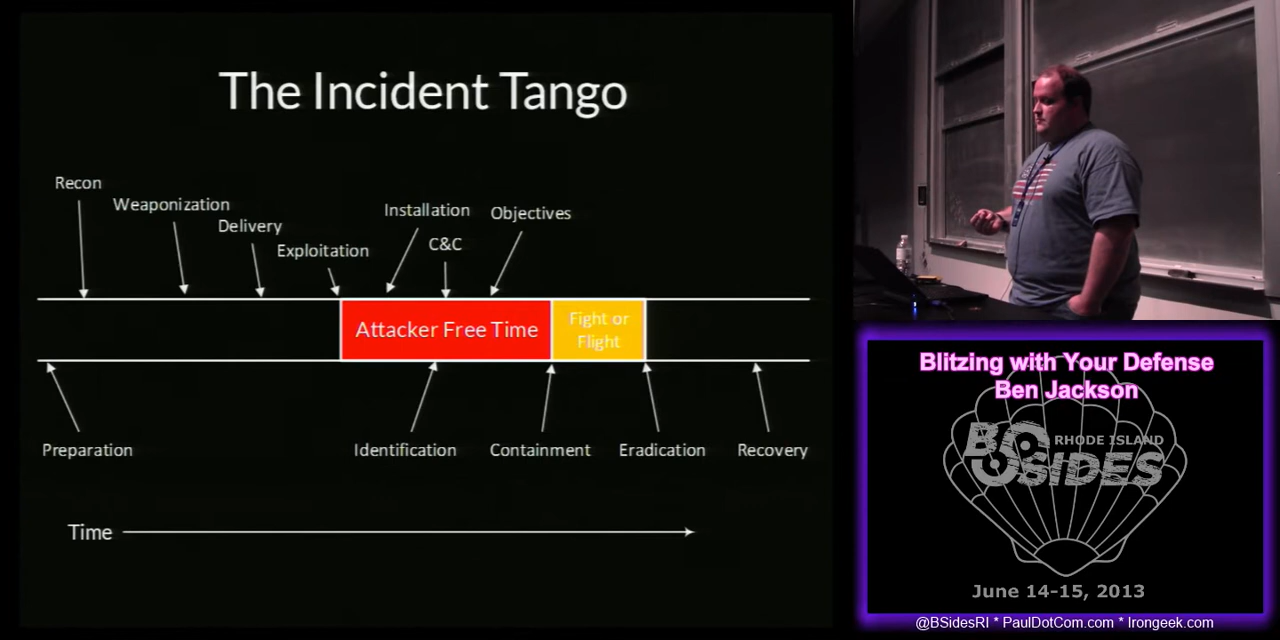 The Incident Tango
Recon
Weaponization
Delivery
Exploitation
Installation
C&C
Objectives
Attacker Free Time
Fight or
Flight
Preparation
Identification
Containment
Eradication
Recovery
Time
Blitzing with Your Defense
Ben Jackson
BSIDES
RHODE ISLAND
June 14-15, 2013
@BSidesRI * PaulDotCom.com * Irongeek.com